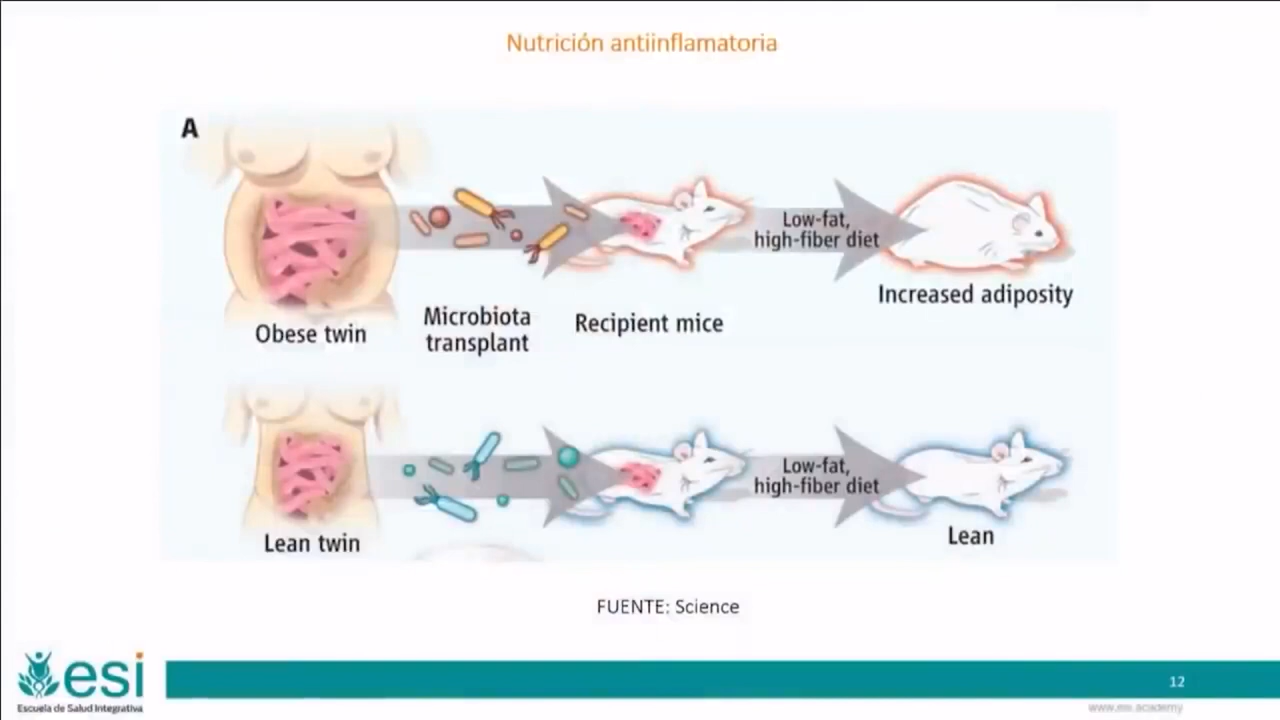 Nutrición antiinflamatoria
A
Low-fat,
high-fiber diet
Increased adiposity
Obese twin
Microbiota
transplant
Recipient mice
Low-fat,
high-fiber diet
Lean twin
Lean
FUENTE: Science
esi
Escuela de Salud Integrativa
12
www.esi.academy